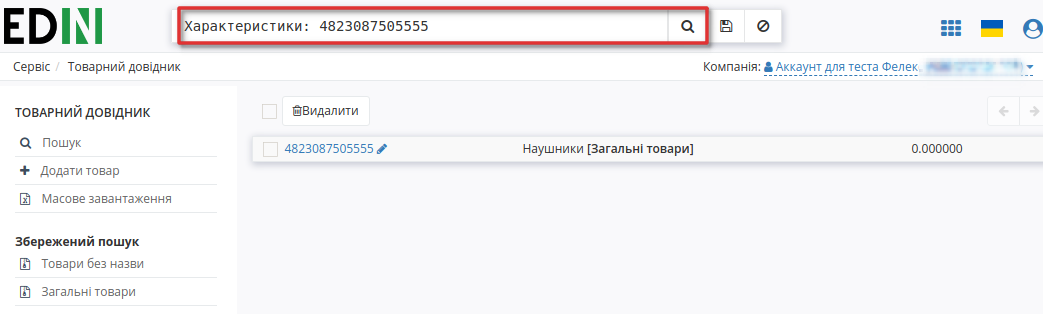 EDIN
Характеристики: 4823087505555
Сервіс / Товарний довідник
Компанія: Аккаунт для теста Фелек
ТОВАРНИЙ ДОВІДНИК
Пошук
Додати товар
Масове завантаження
Збережений пошук
Товари без назви
Загальні товари
Видалити
4823087505555 Наушники [Загальні товари] 0.000000